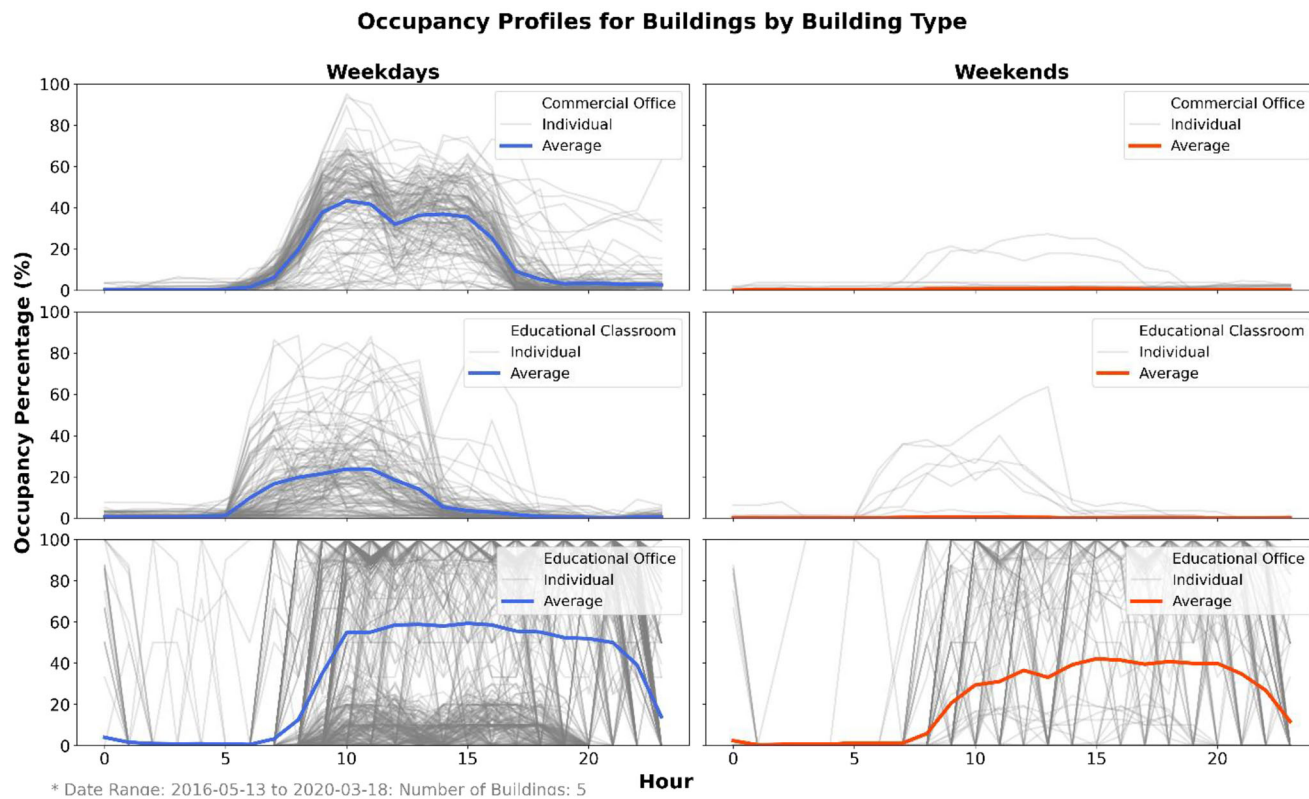 Occupancy Profiles for Buildings by Building Type
Weekdays
Weekends
Occupancy Percentage (%)
100
80
60
40
20
0
Commercial Office
Individual
Average
Commercial Office
Individual
Average
100
80
60
40
20
0
Educational Classroom
Individual
Average
Educational Classroom
Individual
Average
100
80
60
40
20
0
Educational Office
Individual
Average
Educational Office
Individual
Average
0 5 10 15 20
0 5 10 15 20
Hour
* Date Range: 2016-05-13 to 2020-03-18; Number of Buildings: 5